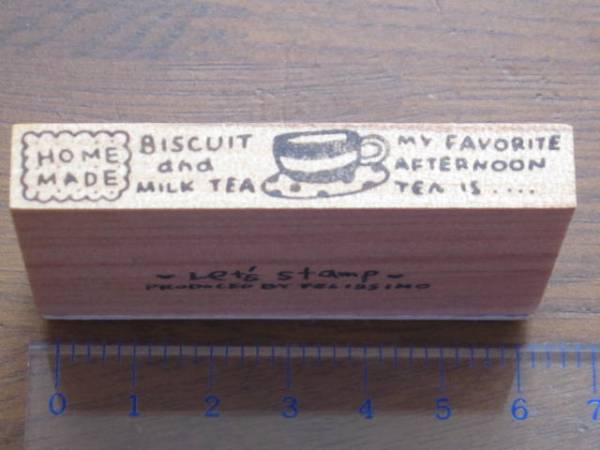 HOME
MADE
BISCUIT
and
MILK TEA
MY FAVORITE
AFTERNOON
TEA IS....
Let's stamp
PRODUCED BY FELISSIMO
0 1 2 3 4 5 6 7